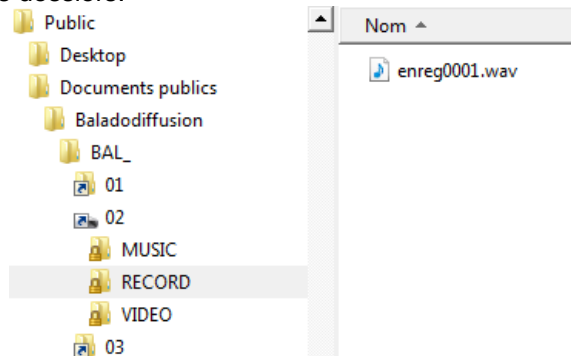 Public
Desktop
Documents publics
Baladodiffusion
BAL_
01
02
MUSIC
RECORD
VIDEO
03
Nom
enreg0001.wav